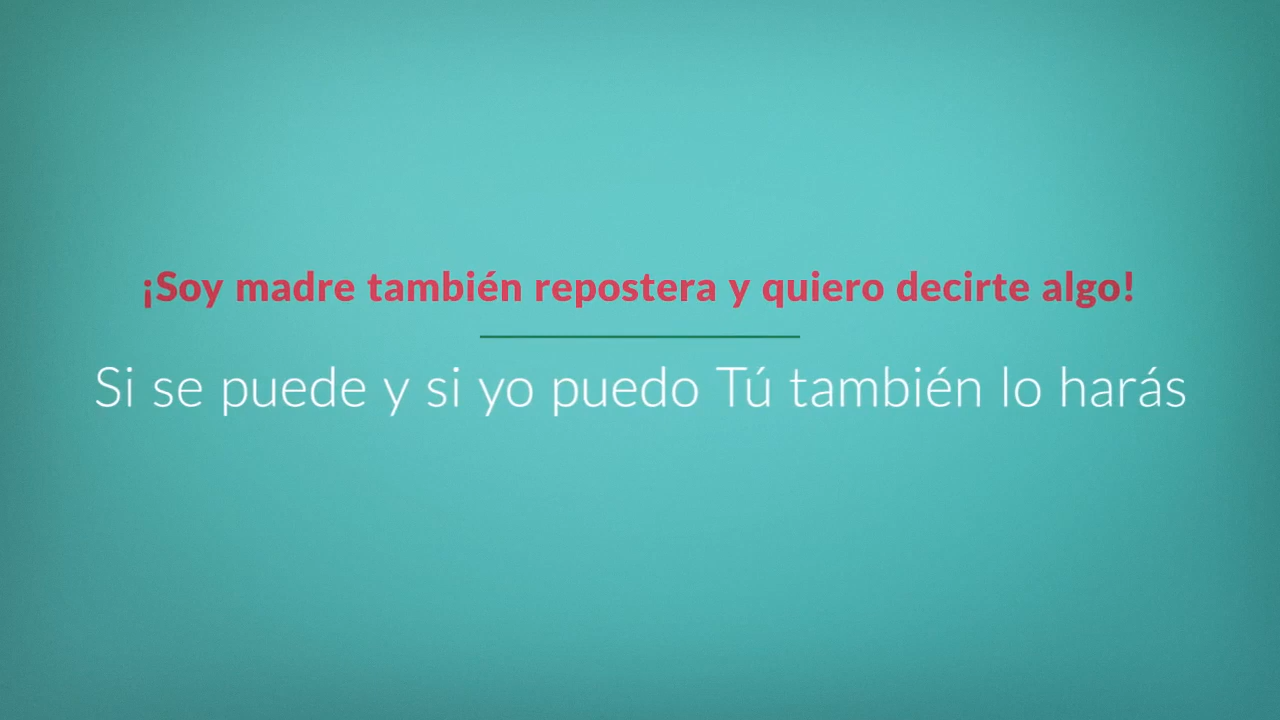 ¡Soy madre también repostera y quiero decirte algo!
Si se puede y si yo puedo Tú también lo harás